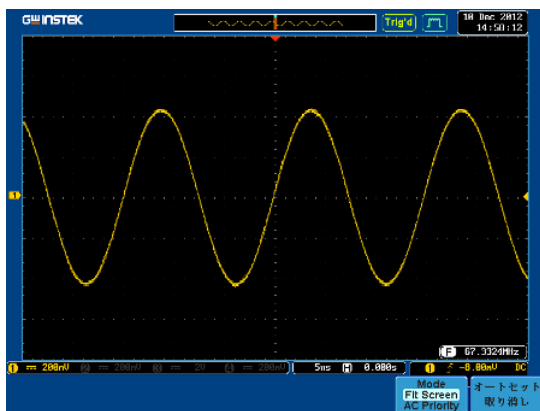 GWINSTEK
Trig'd
10 Dec 2012
14:50:12
1
F 67.3324MHz
1 200mV 2 200mV 3 2V 4 200mV 5ms H 0.000s 1 -8.00mV DC
Mode
Fit Screen
AC Priority
オートセット
取り消し